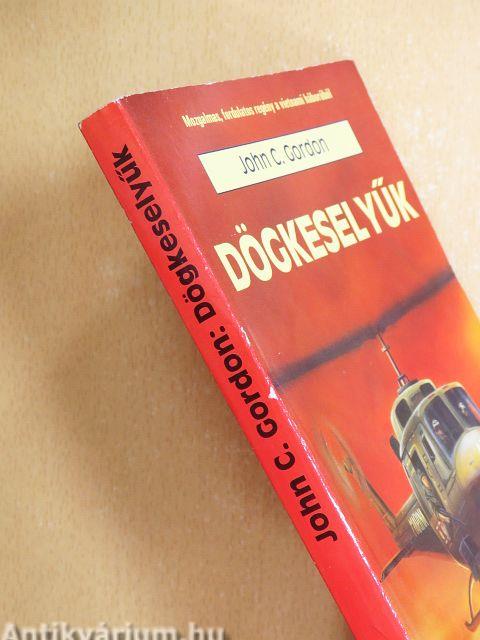 Mozgalmas, fordulatos regény a vietnami háborúból
John C. Gordon
DÖGKESELYŰK
John C. Gordon: Dögkeselyűk
Antikvárium.hu